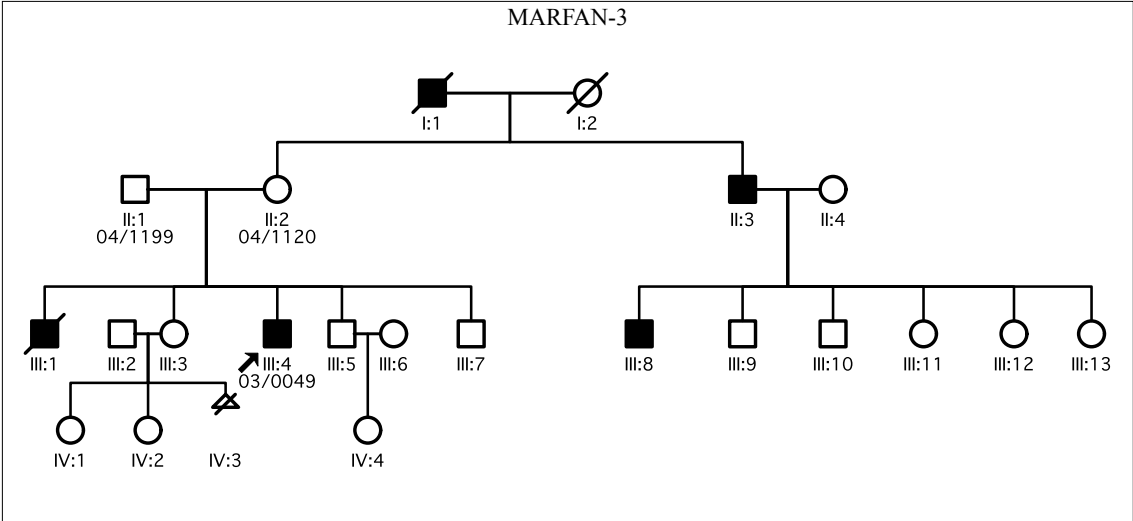 MARFAN-3
I:1 I:2
II:1 II:2 II:3 II:4
04/1199 04/1120
III:1 III:2 III:3 III:4 III:5 III:6 III:7 III:8 III:9 III:10 III:11 III:12 III:13
03/0049
IV:1 IV:2 IV:3 IV:4